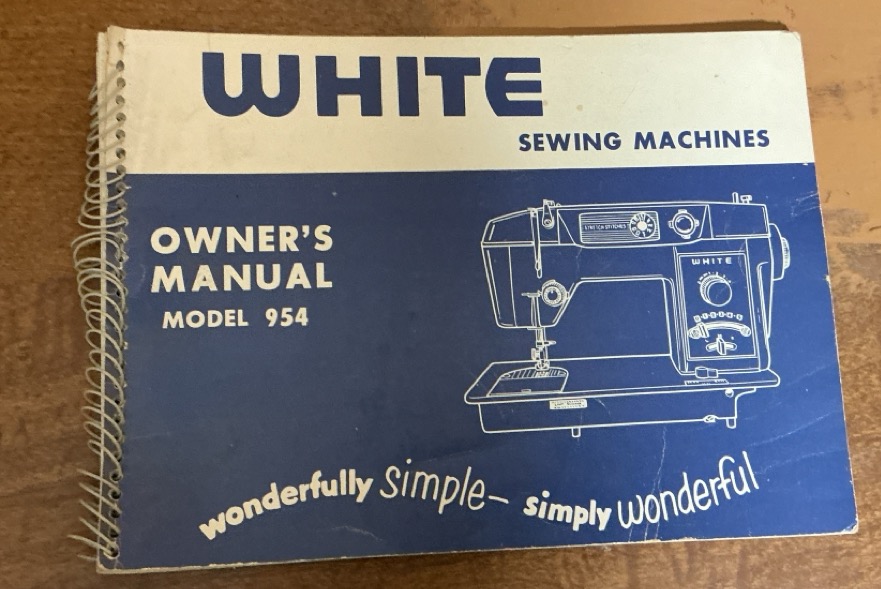 WHITE
SEWING MACHINES
OWNER'S
MANUAL
MODEL 954
STRETCH STITCHES
WHITE
wonderfully simple— simply wonderful